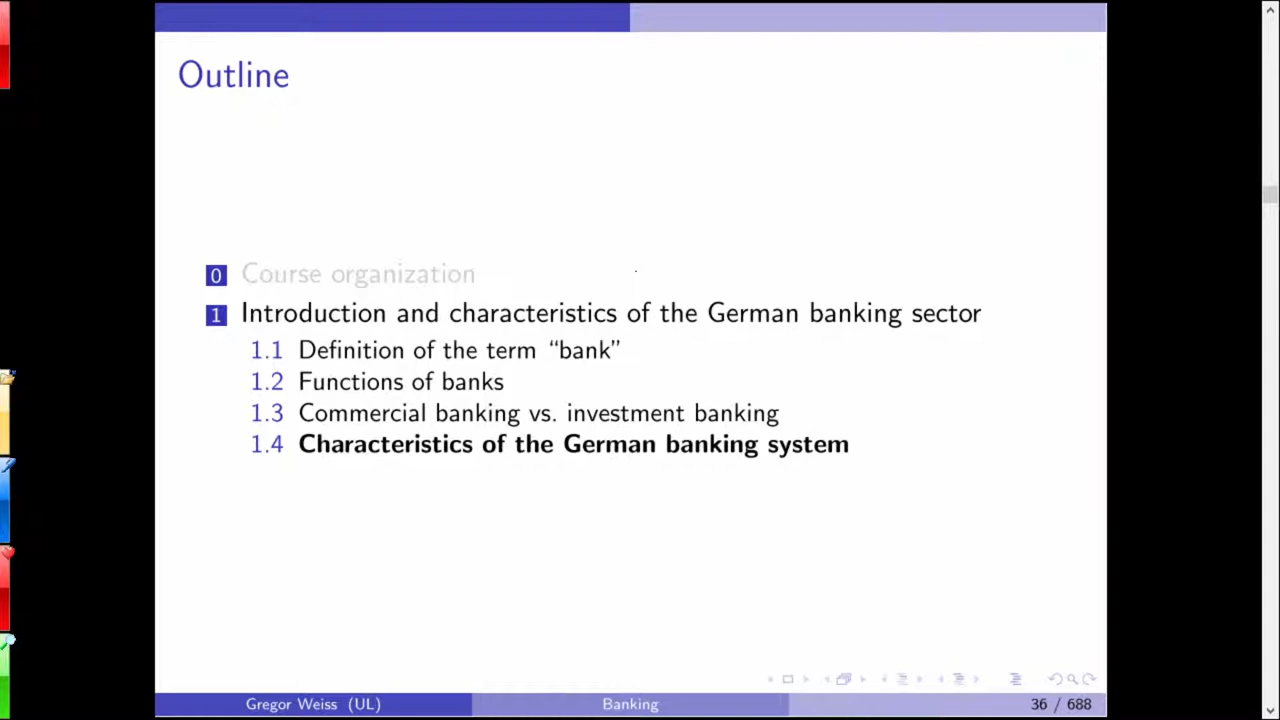 Outline
0 Course organization
1 Introduction and characteristics of the German banking sector
1.1 Definition of the term “bank”
1.2 Functions of banks
1.3 Commercial banking vs. investment banking
1.4 Characteristics of the German banking system
Gregor Weiss (UL) Banking 36 / 688